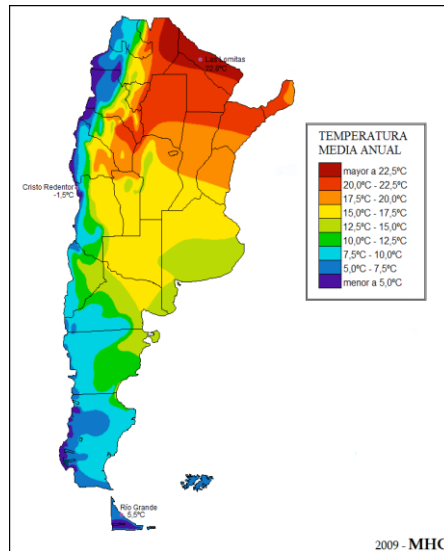 Las Lomitas
22,8ºC
Cristo Redentor
-1,5ºC
TEMPERATURA
MEDIA ANUAL
mayor a 22,5ºC
20,0ºC - 22,5ºC
17,5ºC - 20,0ºC
15,0ºC - 17,5ºC
12,5ºC - 15,0ºC
10,0ºC - 12,5ºC
7,5ºC - 10,0ºC
5,0ºC - 7,5ºC
menor a 5,0ºC
Río Grande
5,5ºC
2009 - MHC